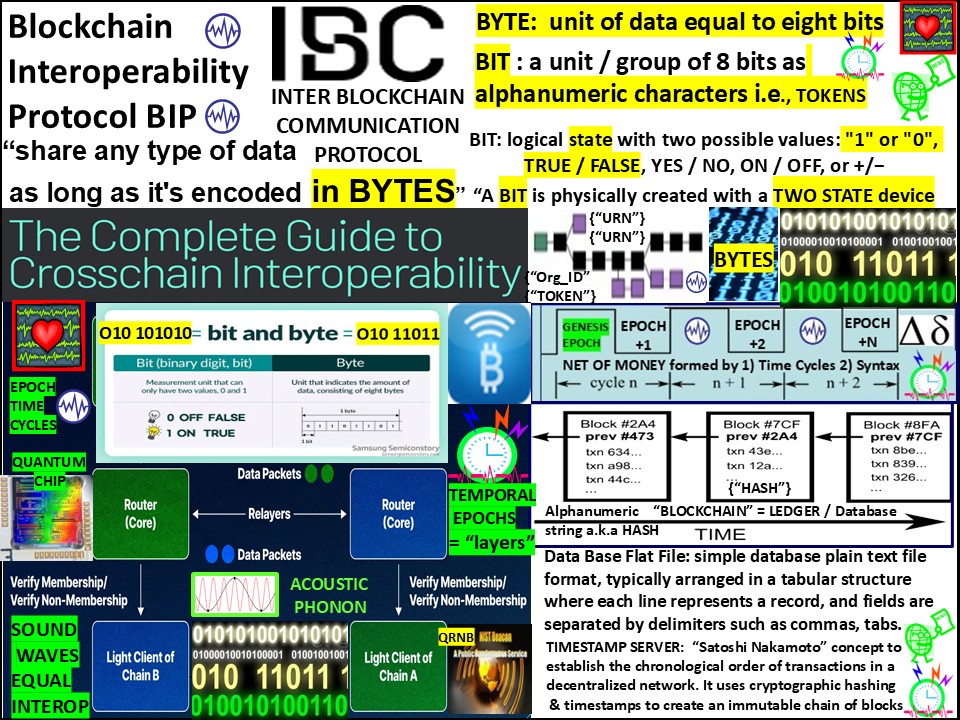 Blockchain
Interoperability
Protocol BIP
“share any type of data
as long as it's encoded in BYTES”
IBC
INTER BLOCKCHAIN
COMMUNICATION
PROTOCOL
BYTE: unit of data equal to eight bits
BIT : a unit / group of 8 bits as
alphanumeric characters i.e., TOKENS
BIT: logical state with two possible values: "1" or "0",
TRUE / FALSE, YES / NO, ON / OFF, or +/−
“A BIT is physically created with a TWO STATE device
The Complete Guide to
Crosschain Interoperability
{“URN”}
{“URN”}
{“Org_ID”
{“TOKEN”}
BYTES
010101001010101
01000010010100001 0100100101
010 11011 1
010010100110
O10 101010 = bit and byte = O10 11011
Bit (binary digit, bit)
Byte
Measurement unit that can
only have two values, 0 and 1
Unit that indicates the amount of
data, consisting of eight bytes
0 OFF FALSE
1 ON TRUE
1 byte
0 1 1 0 1 0 1 1
1 bit
Samsung Semiconstory
EPOCH
TIME
CYCLES
GENESIS
EPOCH
EPOCH
+1
EPOCH
+2
EPOCH
+N
Δδ
NET OF MONEY formed by 1) Time Cycles 2) Syntax
cycle n
n + 1
n + 2
QUANTUM
CHIP
Router
(Core)
Data Packets
Relayers
Data Packets
Router
(Core)
TEMPORAL
EPOCHS
= “layers”
Block #2A4
prev #473
txn 634...
txn a98...
txn 44c...
...
Block #7CF
prev #2A4
txn 43e...
txn 12a...
...
{“HASH”}
Block #8FA
prev #7CF
txn 8be...
txn 839...
txn 326...
...
Alphanumeric “BLOCKCHAIN” = LEDGER / Database
string a.k.a HASH
TIME
Verify Membership/
Verify Non-Membership
ACOUSTIC
PHONON
Verify Membership/
Verify Non-Membership
SOUND
WAVES
EQUAL
INTEROP
Light Client of
Chain B
010101001010101
01000010010100001 0100100101
010 11011 1
010010100110
Light Client of
Chain A
QRNB
NIST Beacon
A Public Randomness Service
Data Base Flat File: simple database plain text file
format, typically arranged in a tabular structure
where each line represents a record, and fields are
separated by delimiters such as commas, tabs.
TIMESTAMP SERVER: “Satoshi Nakamoto” concept to
establish the chronological order of transactions in a
decentralized network. It uses cryptographic hashing
& timestamps to create an immutable chain of blocks